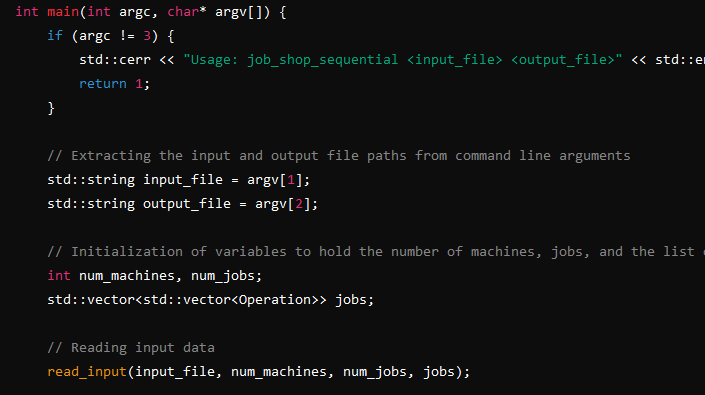 int main(int argc, char* argv[]) {
    if (argc != 3) {
        std::cerr << "Usage: job_shop_sequential <input_file> <output_file>" << std::e
        return 1;
    }

    // Extracting the input and output file paths from command line arguments
    std::string input_file = argv[1];
    std::string output_file = argv[2];

    // Initialization of variables to hold the number of machines, jobs, and the list
    int num_machines, num_jobs;
    std::vector<std::vector<Operation>> jobs;

    // Reading input data
    read_input(input_file, num_machines, num_jobs, jobs);